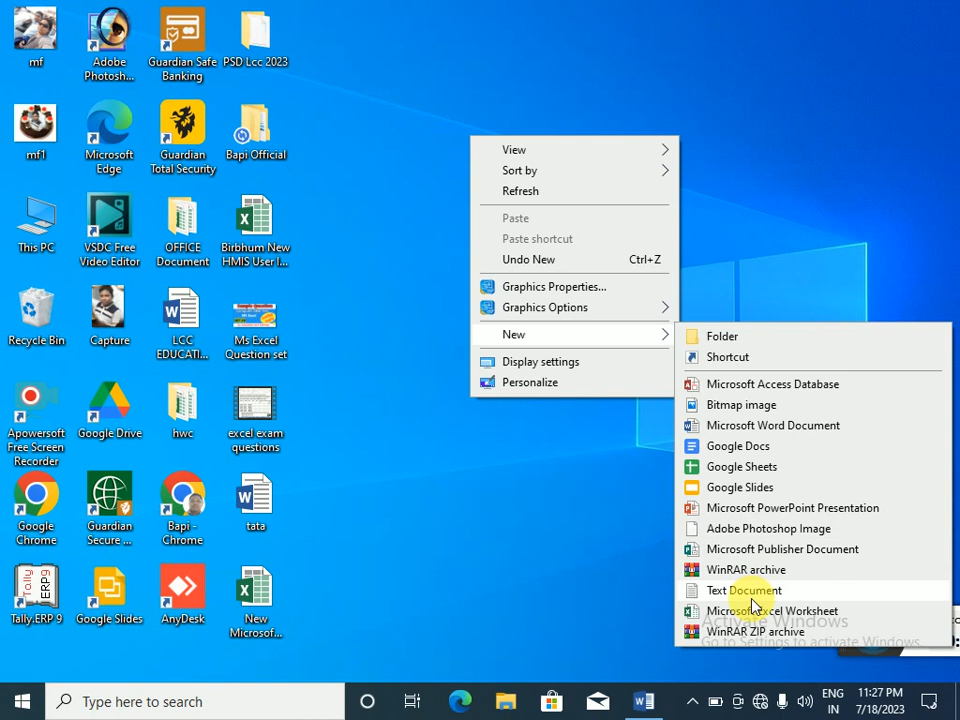 mf
Adobe
Photosh...
Guardian Safe
Banking
PSD Lcc 2023
mf1
Microsoft
Edge
Guardian
Total Security
Bapi Official
This PC
VSDC Free
Video Editor
OFFICE
Document
Birbhum New
HMIS User I...
Recycle Bin
Capture
LCC
EDUCATI...
Ms Excel
Question set
Apowersoft
Free Screen
Recorder
Google Drive
hwc
excel exam
questions
Google
Chrome
Guardian
Secure ...
Bapi -
Chrome
tata
Tally.ERP 9
Google Slides
AnyDesk
New
Microsof...
View
Sort by
Refresh
Paste
Paste shortcut
Undo New Ctrl+Z
Graphics Properties...
Graphics Options
New
Display settings
Personalize
Folder
Shortcut
Microsoft Access Database
Bitmap image
Microsoft Word Document
Google Docs
Google Sheets
Google Slides
Microsoft PowerPoint Presentation
Adobe Photoshop Image
Microsoft Publisher Document
WinRAR archive
Text Document
Microsoft Excel Worksheet
WinRAR ZIP archive
Activate Windows
Go to Settings to activate Windows.
Type here to search
ENG
IN
11:27 PM
7/18/2023